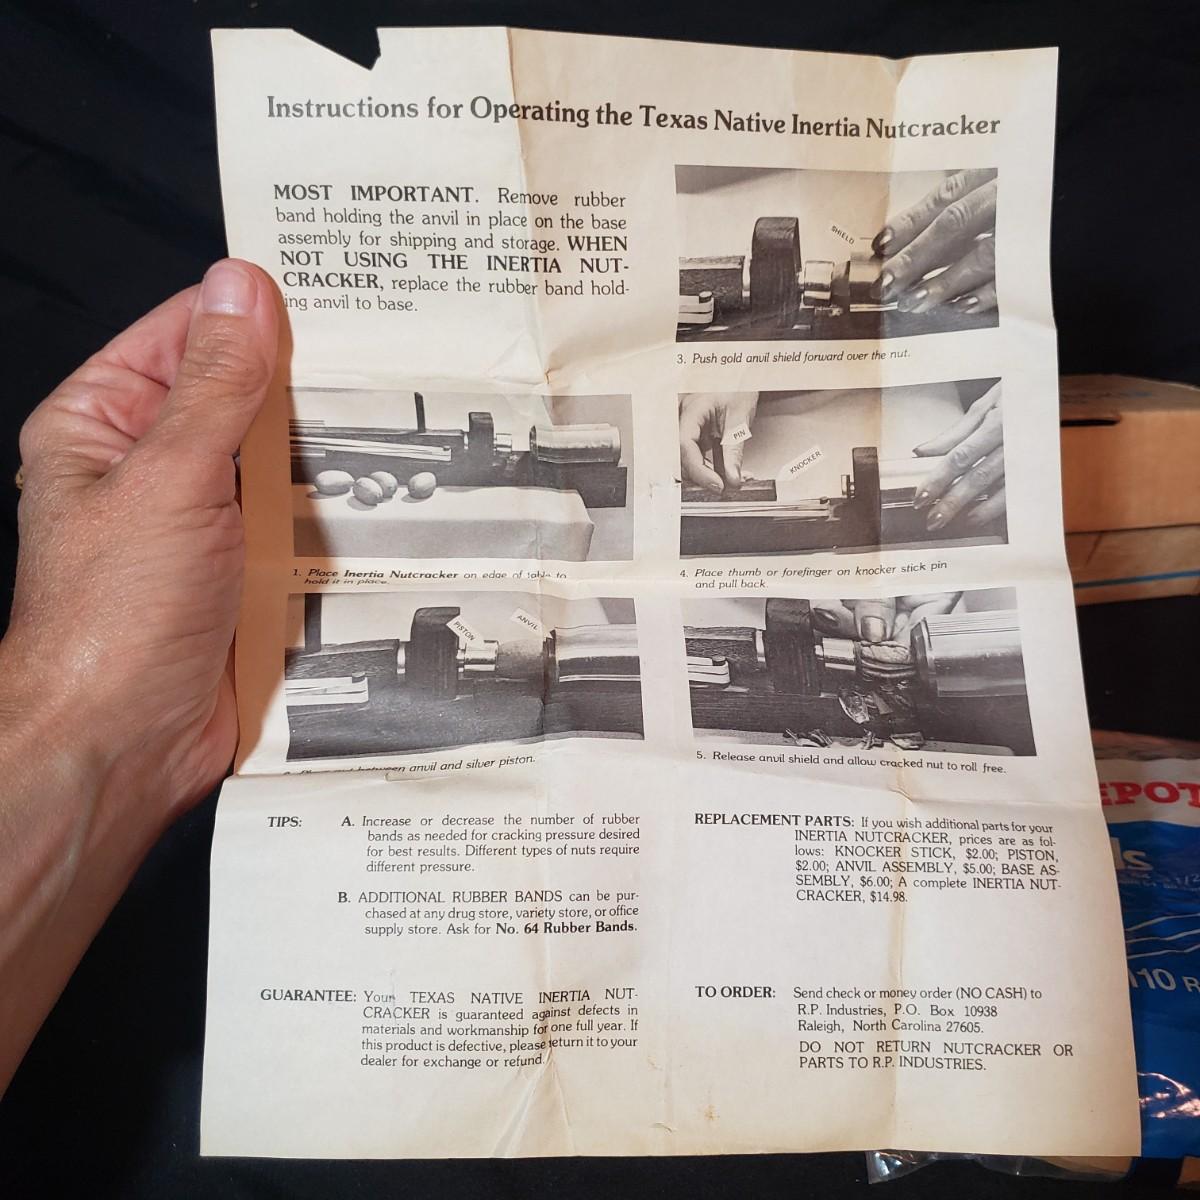 Instructions for Operating the Texas Native Inertia Nutcracker
MOST IMPORTANT. Remove rubber
band holding the anvil in place on the base
assembly for shipping and storage. WHEN
NOT USING THE INERTIA NUT-
CRACKER, replace the rubber band hold-
ing anvil to base.
1. Place Inertia Nutcracker on edge of table to
hold it in place.
PISTON
ANVIL
between anvil and silver piston.
SHIELD
3. Push gold anvil shield forward over the nut.
PIN
KNOCKER
4. Place thumb or forefinger on knocker stick pin
and pull back.
5. Release anvil shield and allow cracked nut to roll free.
TIPS: A. Increase or decrease the number of rubber
bands as needed for cracking pressure desired
for best results. Different types of nuts require
different pressure.
B. ADDITIONAL RUBBER BANDS can be pur-
chased at any drug store, variety store, or office
supply store. Ask for No. 64 Rubber Bands.
GUARANTEE: Your TEXAS NATIVE INERTIA NUT-
CRACKER is guaranteed against defects in
materials and workmanship for one full year. If
this product is defective, please return it to your
dealer for exchange or refund.
REPLACEMENT PARTS: If you wish additional parts for your
INERTIA NUTCRACKER, prices are as fol-
lows: KNOCKER STICK, $2.00; PISTON,
$2.00; ANVIL ASSEMBLY, $5.00; BASE AS-
SEMBLY, $6.00; A complete INERTIA NUT-
CRACKER, $14.98.
TO ORDER: Send check or money order (NO CASH) to
R.P. Industries, P.O. Box 10938
Raleigh, North Carolina 27605.
DO NOT RETURN NUTCRACKER OR
PARTS TO R.P. INDUSTRIES.
EPOT
ds
110 R